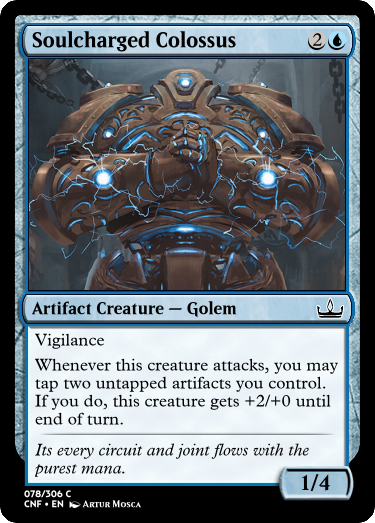 Soulcharged Colossus 2
Artifact Creature — Golem
Vigilance
Whenever this creature attacks, you may
tap two untapped artifacts you control.
If you do, this creature gets +2/+0 until
end of turn.
Its every circuit and joint flows with the
purest mana.
1/4
078/306 C
CNF • EN Artur Mosca